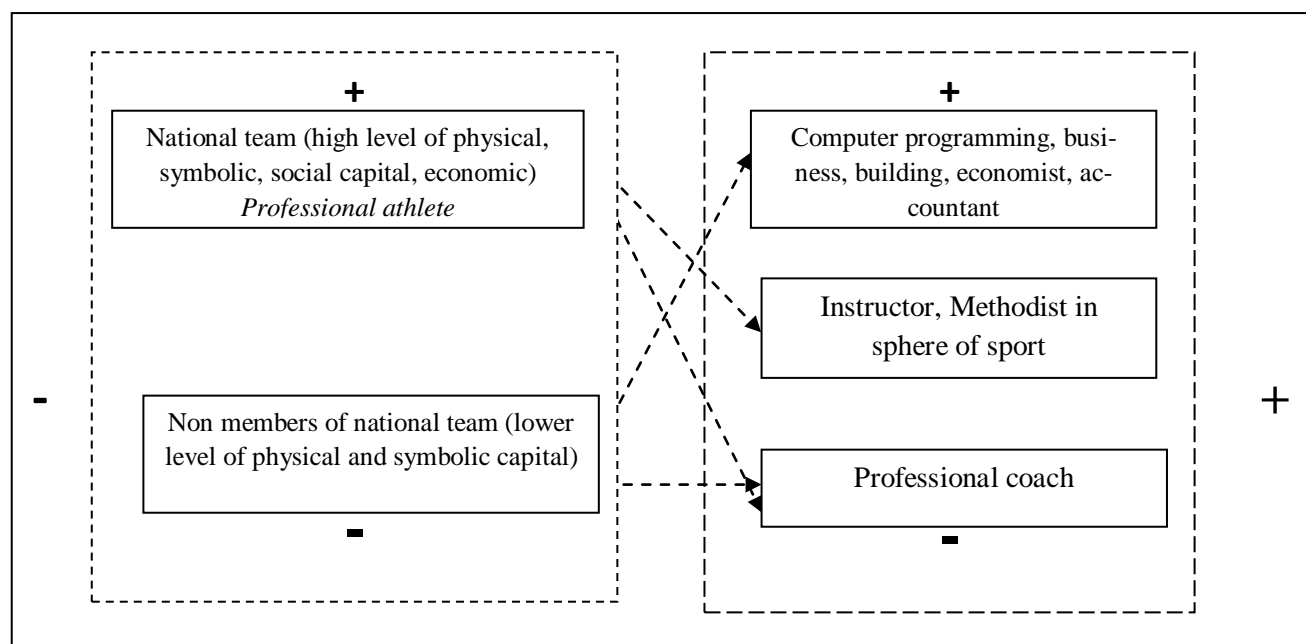 +
National team (high level of physical,
symbolic, social capital, economic)
Professional athlete
-
Non members of national team (lower
level of physical and symbolic capital)
-
+
Computer programming, busi-
ness, building, economist, ac-
countant
Instructor, Methodist in
sphere of sport
+
Professional coach
-